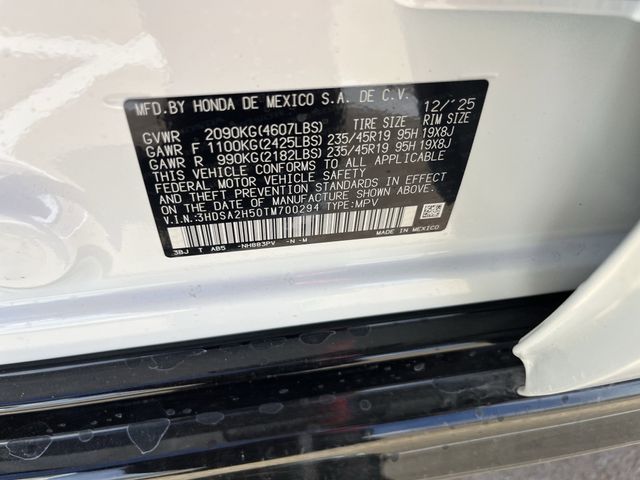 MFD.BY HONDA DE MEXICO S.A. DE C.V. 12/'25
TIRE SIZE RIM SIZE
GVWR 2090KG(4607LBS)
GAWR F 1100KG(2425LBS) 235/45R19 95H 19X8J
GAWR R 990KG(2182LBS) 235/45R19 95H 19X8J
THIS VEHICLE CONFORMS TO ALL APPLICABLE
FEDERAL MOTOR VEHICLE SAFETY
AND THEFT PREVENTION STANDARDS IN EFFECT
ON THE DATE OF MANUFACTURE SHOWN ABOVE.
V.I.N.:3HDSA2H50TM700294 TYPE:MPV
3BJ T AB5 -NH883PV -N -M MADE IN MEXICO